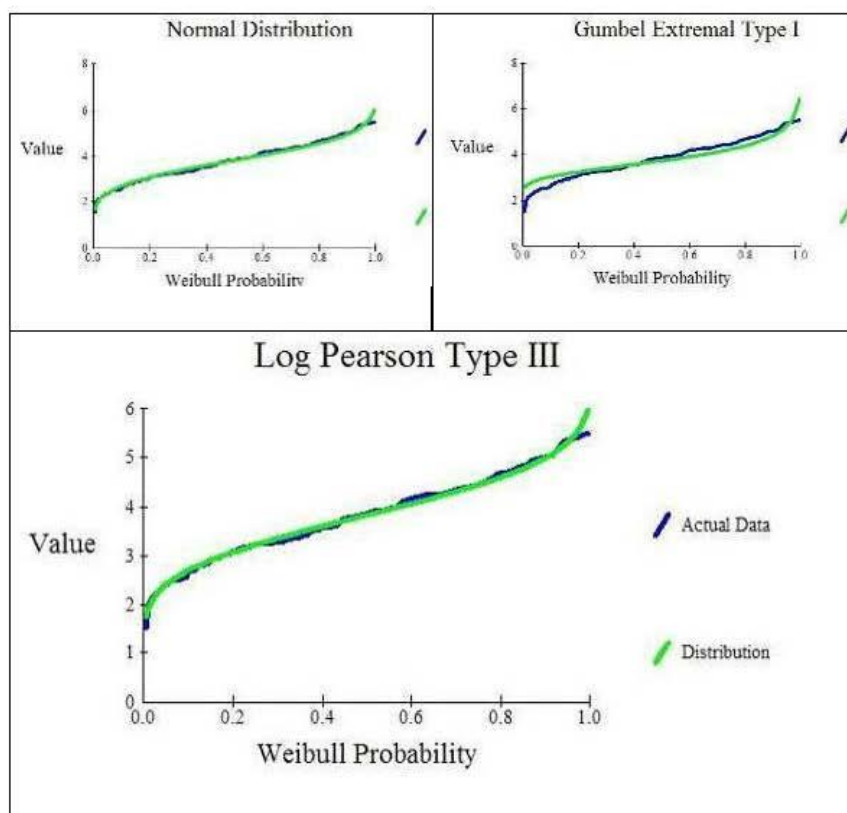 Normal Distribution
8
6
Value
4
2
0
0.0 0.2 0.4 0.6 0.8 1.0
Weibull Probability
Gumbel Extremal Type I
8
6
Value
4
2
0
0.0 0.2 0.4 0.6 0.8 1.0
Weibull Probability
Log Pearson Type III
6
5
4
Value
3
2
1
0
0.0 0.2 0.4 0.6 0.8 1.0
Weibull Probability
Actual Data
Distribution